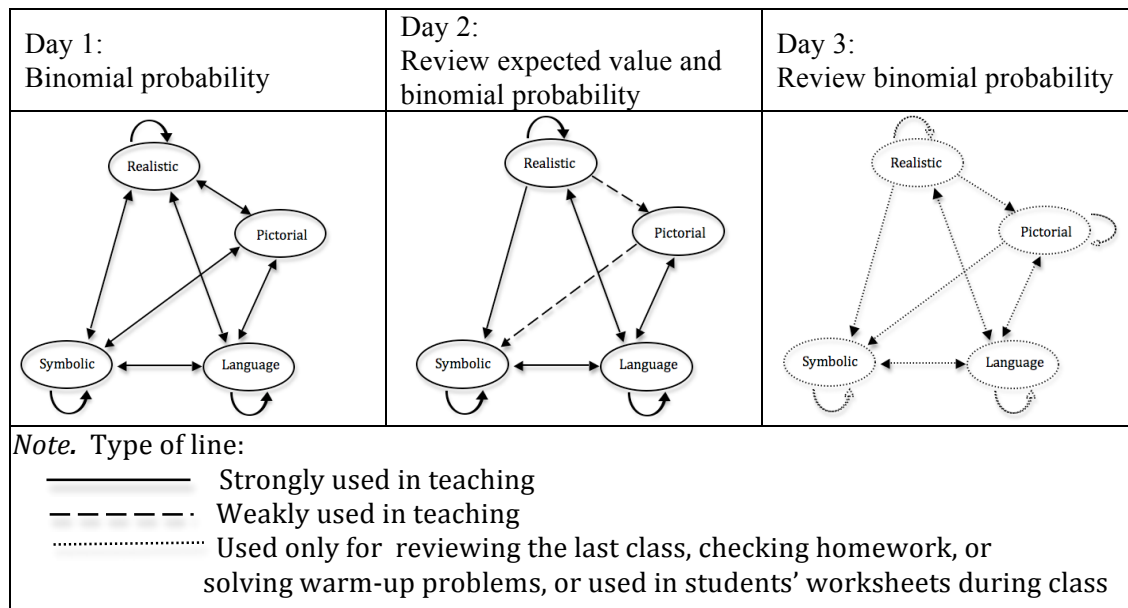 Day 1:
Binomial probability
Day 2:
Review expected value and
binomial probability
Day 3:
Review binomial probability
Realistic
Pictorial
Symbolic
Language
Realistic
Pictorial
Symbolic
Language
Realistic
Pictorial
Symbolic
Language
Note. Type of line:
Strongly used in teaching
Weakly used in teaching
Used only for reviewing the last class, checking homework, or
solving warm-up problems, or used in students’ worksheets during class